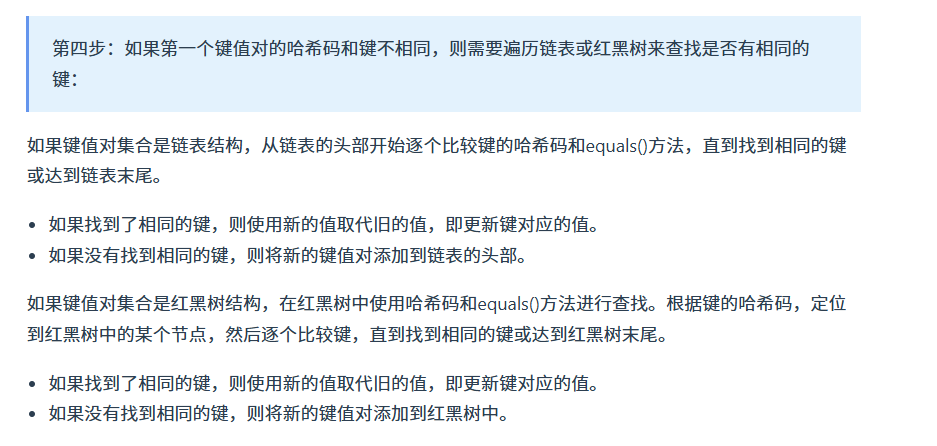 第四步：如果第一个键值对的哈希码和键不相同，则需要遍历链表或红黑树来查找是否有相同的
键：
如果键值对集合是链表结构，从链表的头部开始逐个比较键的哈希码和equals()方法，直到找到相同的键
或达到链表末尾。
• 如果找到了相同的键，则使用新的值取代旧的值，即更新键对应的值。
• 如果没有找到相同的键，则将新的键值对添加到链表的头部。
如果键值对集合是红黑树结构，在红黑树中使用哈希码和equals()方法进行查找。根据键的哈希码，定位
到红黑树中的某个节点，然后逐个比较键，直到找到相同的键或达到红黑树末尾。
• 如果找到了相同的键，则使用新的值取代旧的值，即更新键对应的值。
• 如果没有找到相同的键，则将新的键值对添加到红黑树中。